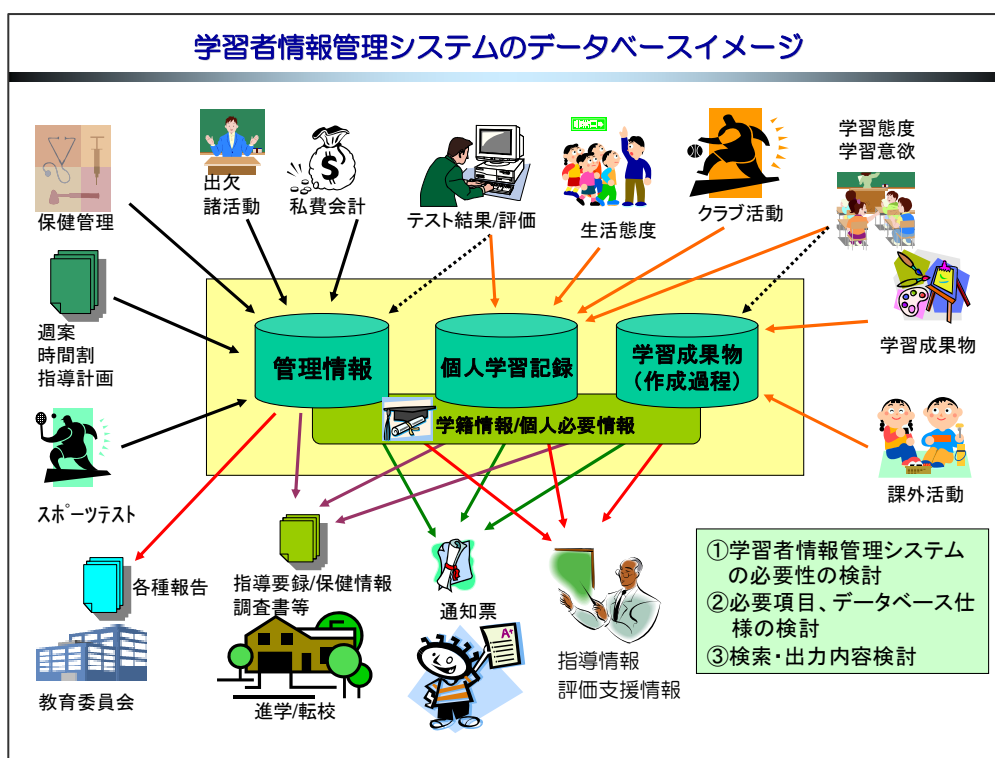 学習者情報管理システムのデータベースイメージ
保健管理
出欠
諸活動
私費会計
テスト結果/評価
生活態度
クラブ活動
学習態度
学習意欲
週案
時間割
指導計画
管理情報
個人学習記録
学習成果物
(作成過程)
学習成果物
学籍情報/個人必要情報
スポーツテスト
課外活動
各種報告
教育委員会
指導要録/保健情報
調査書等
進学/転校
通知票
A+
指導情報
評価支援情報
①学習者情報管理システム
の必要性の検討
②必要項目、データベース仕
様の検討
③検索・出力内容検討